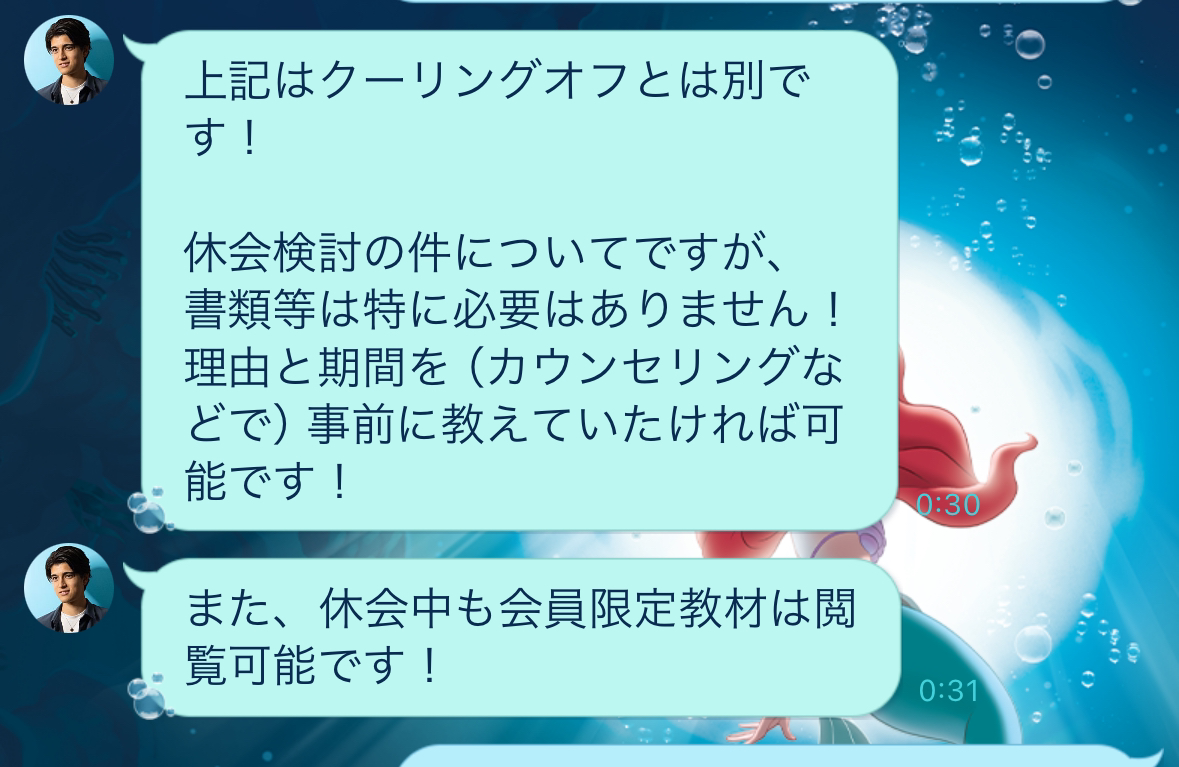 上記はクーリングオフとは別で
す！
休会検討の件についてですが、
書類等は特に必要はありません！
理由と期間を（カウンセリングな
どで）事前に教えていたければ可
能です！
0:30
また、休会中も会員限定教材は閲
覧可能です！
0:31